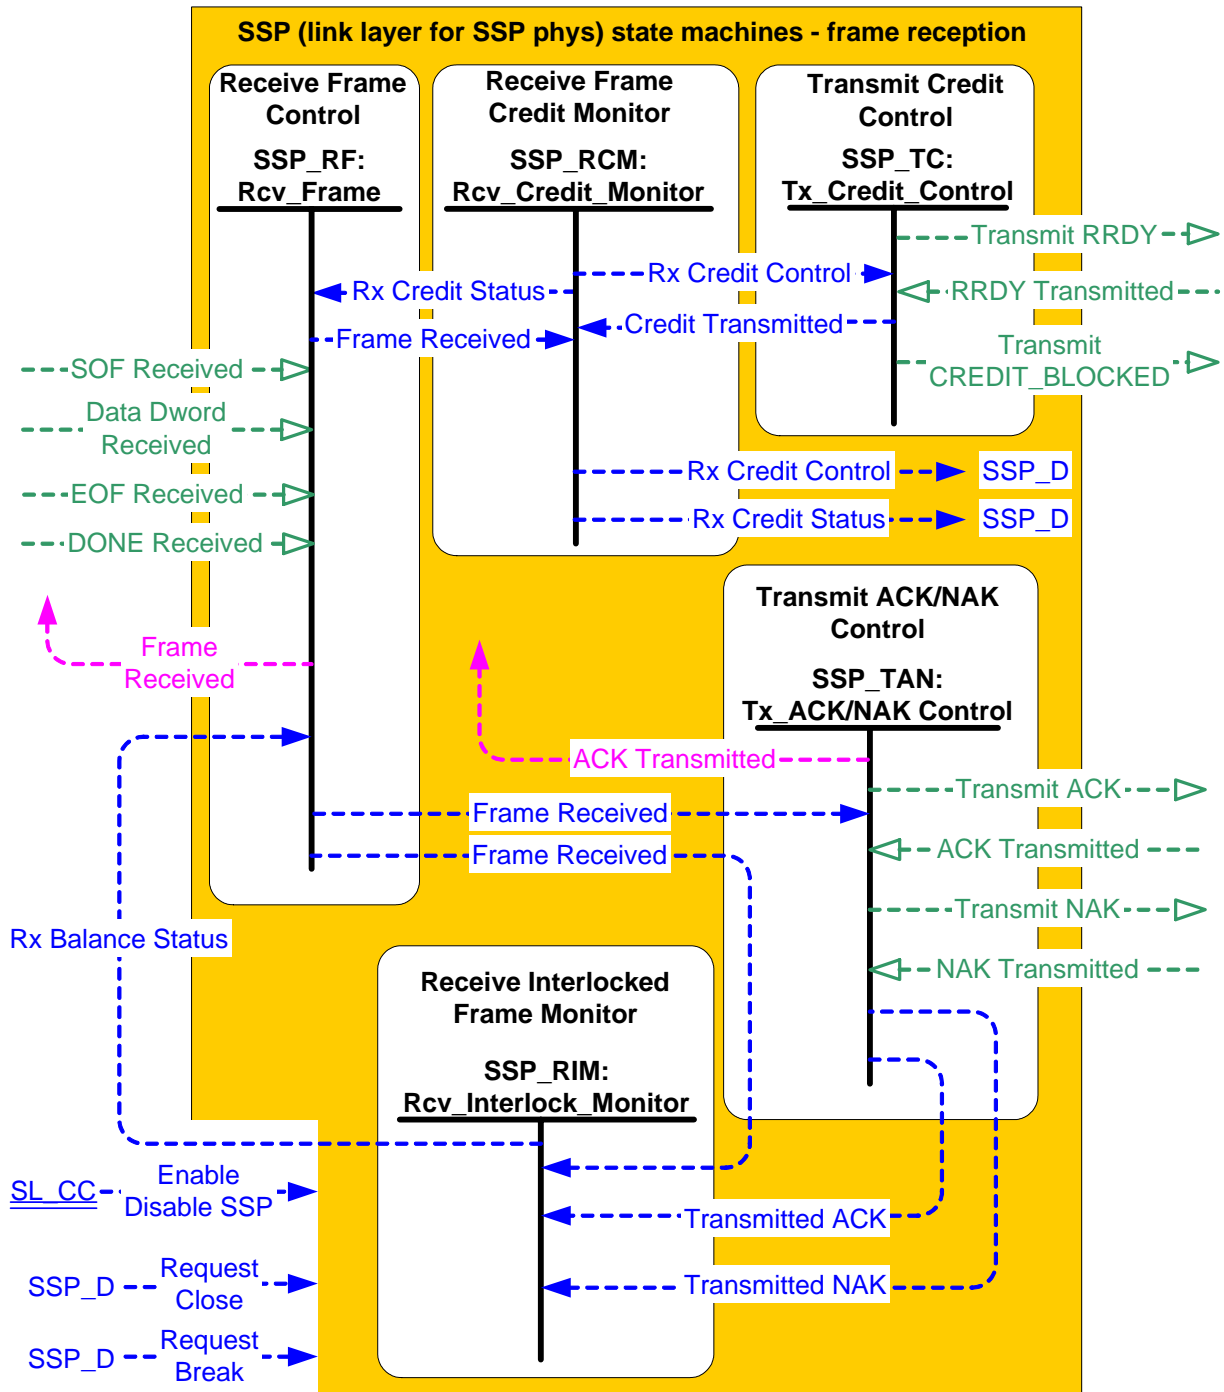 SSP (link layer for SSP phys) state machines - frame reception
Receive Frame
Control
SSP_RF:
Rcv_Frame
Receive Frame
Credit Monitor
SSP_RCM:
Rcv_Credit_Monitor
Transmit Credit
Control
SSP_TC:
Tx_Credit_Control
Transmit RRDY
Rx Credit Control
Rx Credit Status
RRDY Transmitted
Credit Transmitted
Frame Received
Transmit
CREDIT_BLOCKED
SOF Received
Data Dword
Received
EOF Received
DONE Received
Rx Credit Control
SSP_D
Rx Credit Status
SSP_D
Frame
Received
Transmit ACK/NAK
Control
SSP_TAN:
Tx_ACK/NAK Control
ACK Transmitted
Transmit ACK
Frame Received
ACK Transmitted
Frame Received
Transmit NAK
NAK Transmitted
Rx Balance Status
Receive Interlocked
Frame Monitor
SSP_RIM:
Rcv_Interlock_Monitor
SL_CC
Enable
Disable SSP
Transmitted ACK
SSP_D
Request
Close
Transmitted NAK
SSP_D
Request
Break